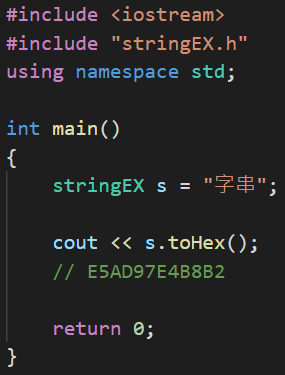 #include <iostream>
#include "stringEX.h"
using namespace std;

int main()
{
    stringEX s = "字串";

    cout << s.toHex();
    // E5AD97E4B8B2

    return 0;
}